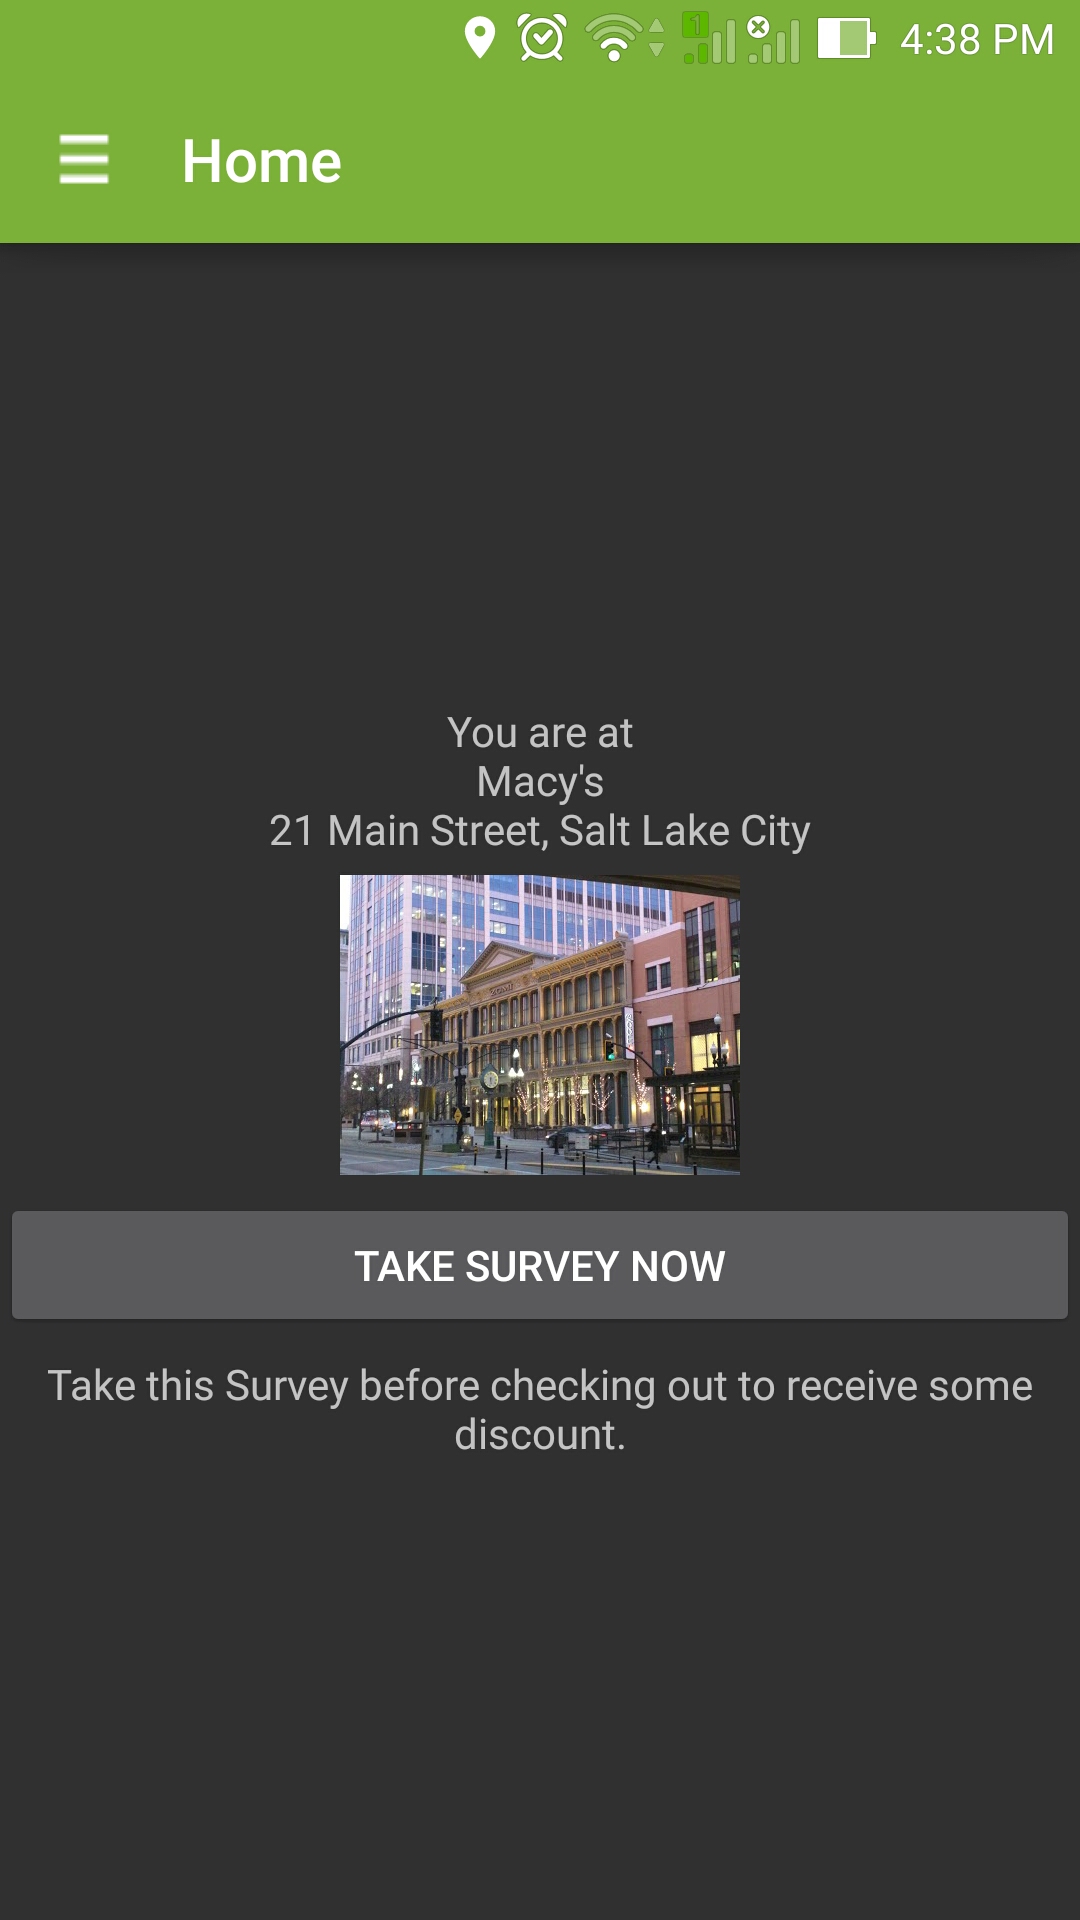 1
4:38 PM
Home
You are at
Macy's
21 Main Street, Salt Lake City
TAKE SURVEY NOW
Take this Survey before checking out to receive some
discount.